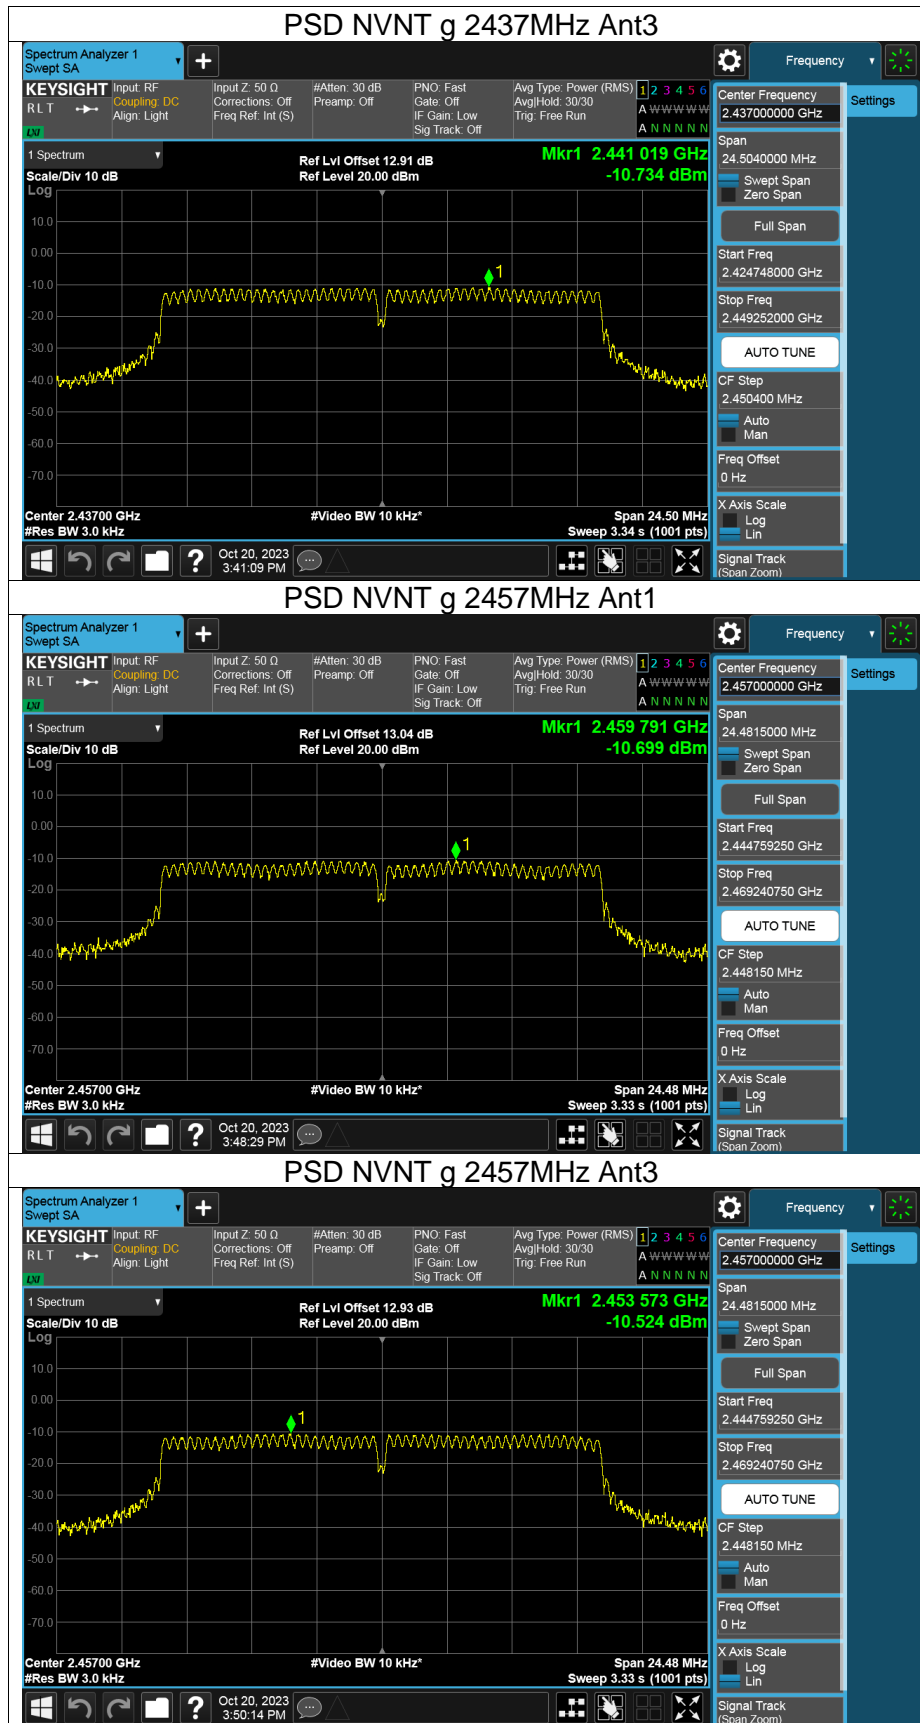 PSD NVNT g 2437MHz Ant3
Spectrum Analyzer 1
Swept SA
+
Frequency
KEYSIGHT
R L T
LXI
Input: RF
Coupling: DC
Align: Light
Input Z: 50 Ω
Corrections: Off
Freq Ref: Int (S)
#Atten: 30 dB
Preamp: Off
PNO: Fast
Gate: Off
IF Gain: Low
Sig Track: Off
Avg Type: Power (RMS)
Avg|Hold: 30/30
Trig: Free Run
1 2 3 4 5 6
A W W W W W
A N N N N N
1 Spectrum
Scale/Div 10 dB
Log
Ref Lvl Offset 12.91 dB
Ref Level 20.00 dBm
Mkr1 2.441 019 GHz
-10.734 dBm
10.0
0.00
-10.0
-20.0
-30.0
-40.0
-50.0
-60.0
-70.0
1
Center 2.43700 GHz
#Res BW 3.0 kHz
#Video BW 10 kHz*
Span 24.50 MHz
Sweep 3.34 s (1001 pts)
?
Oct 20, 2023
3:41:09 PM
Center Frequency
2.437000000 GHz
Settings
Span
24.5040000 MHz
Swept Span
Zero Span
Full Span
Start Freq
2.424748000 GHz
Stop Freq
2.449252000 GHz
AUTO TUNE
CF Step
2.450400 MHz
Auto
Man
Freq Offset
0 Hz
X Axis Scale
Log
Lin
Signal Track
(Span Zoom)
PSD NVNT g 2457MHz Ant1
Spectrum Analyzer 1
Swept SA
+
Frequency
KEYSIGHT
R L T
LXI
Input: RF
Coupling: DC
Align: Light
Input Z: 50 Ω
Corrections: Off
Freq Ref: Int (S)
#Atten: 30 dB
Preamp: Off
PNO: Fast
Gate: Off
IF Gain: Low
Sig Track: Off
Avg Type: Power (RMS)
Avg|Hold: 30/30
Trig: Free Run
1 2 3 4 5 6
A W W W W W
A N N N N N
1 Spectrum
Scale/Div 10 dB
Log
Ref Lvl Offset 13.04 dB
Ref Level 20.00 dBm
Mkr1 2.459 791 GHz
-10.699 dBm
10.0
0.00
-10.0
-20.0
-30.0
-40.0
-50.0
-60.0
-70.0
1
Center 2.45700 GHz
#Res BW 3.0 kHz
#Video BW 10 kHz*
Span 24.48 MHz
Sweep 3.33 s (1001 pts)
?
Oct 20, 2023
3:48:29 PM
Center Frequency
2.457000000 GHz
Settings
Span
24.4815000 MHz
Swept Span
Zero Span
Full Span
Start Freq
2.444759250 GHz
Stop Freq
2.469240750 GHz
AUTO TUNE
CF Step
2.448150 MHz
Auto
Man
Freq Offset
0 Hz
X Axis Scale
Log
Lin
Signal Track
(Span Zoom)
PSD NVNT g 2457MHz Ant3
Spectrum Analyzer 1
Swept SA
+
Frequency
KEYSIGHT
R L T
LXI
Input: RF
Coupling: DC
Align: Light
Input Z: 50 Ω
Corrections: Off
Freq Ref: Int (S)
#Atten: 30 dB
Preamp: Off
PNO: Fast
Gate: Off
IF Gain: Low
Sig Track: Off
Avg Type: Power (RMS)
Avg|Hold: 30/30
Trig: Free Run
1 2 3 4 5 6
A W W W W W
A N N N N N
1 Spectrum
Scale/Div 10 dB
Log
Ref Lvl Offset 12.93 dB
Ref Level 20.00 dBm
Mkr1 2.453 573 GHz
-10.524 dBm
10.0
0.00
-10.0
-20.0
-30.0
-40.0
-50.0
-60.0
-70.0
1
Center 2.45700 GHz
#Res BW 3.0 kHz
#Video BW 10 kHz*
Span 24.48 MHz
Sweep 3.33 s (1001 pts)
?
Oct 20, 2023
3:50:14 PM
Center Frequency
2.457000000 GHz
Settings
Span
24.4815000 MHz
Swept Span
Zero Span
Full Span
Start Freq
2.444759250 GHz
Stop Freq
2.469240750 GHz
AUTO TUNE
CF Step
2.448150 MHz
Auto
Man
Freq Offset
0 Hz
X Axis Scale
Log
Lin
Signal Track
(Span Zoom)